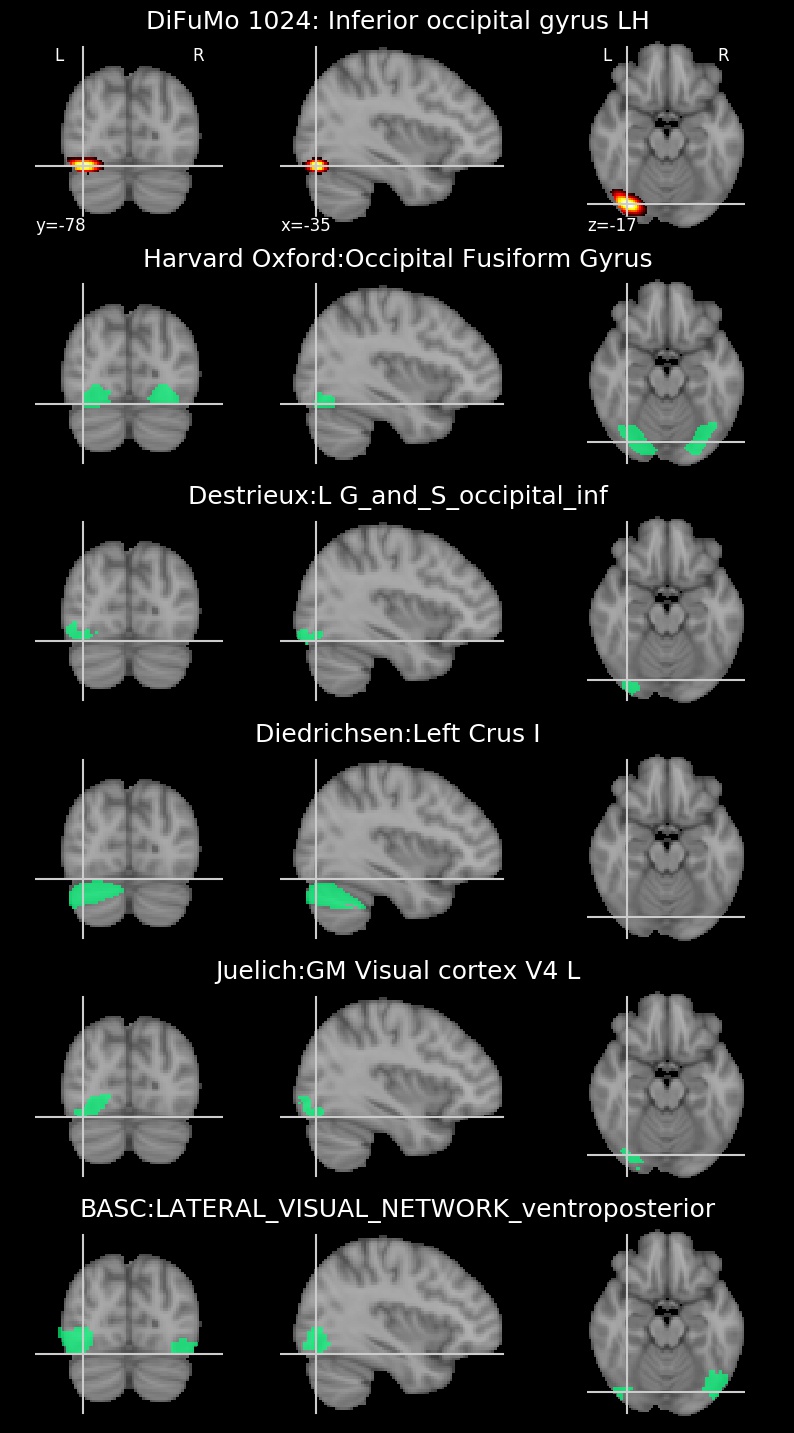 DiFuMo 1024: Inferior occipital gyrus LH
L R L R
y=-78 x=-35 z=-17
Harvard Oxford:Occipital Fusiform Gyrus
Destrieux:L G_and_S_occipital_inf
Diedrichsen:Left Crus I
Juelich:GM Visual cortex V4 L
BASC:LATERAL_VISUAL_NETWORK_ventroposterior